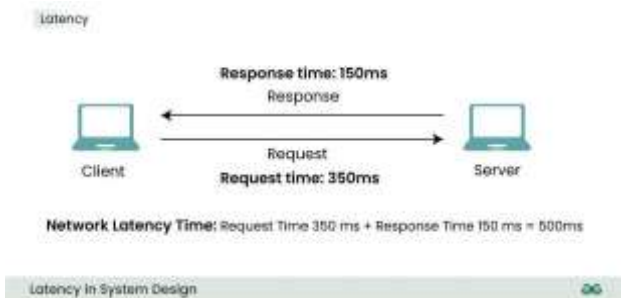 Latency
Response time: 150ms
Response
Request
Client
Server
Request time: 350ms
Network Latency Time: Request Time 350 ms + Response Time 150 ms = 500ms
Latency in System Design